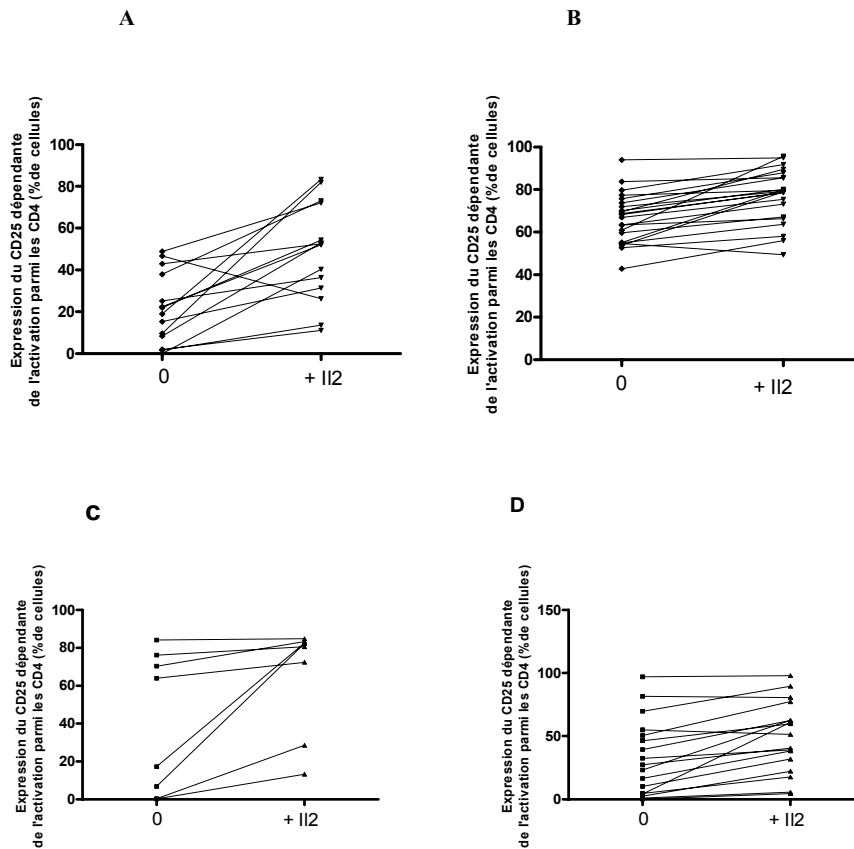 A
B
Expression du CD25 dépendante
de l'activation parmi les CD4 (%de cellules)
100
80
60
40
20
0
0
+ Il2
Expression du CD25 dépendante
de l'activation parmi les CD4 (%de cellules)
100
80
60
40
20
0
0
+ Il2
C
D
Expression du CD25 dépendante
de l'activation parmi les CD4 (%de cellules)
100
80
60
40
20
0
0
+ Il2
Expression du CD25 dépendante
de l'activation parmi les CD4 (%de cellules)
150
100
50
0
0
+ Il2